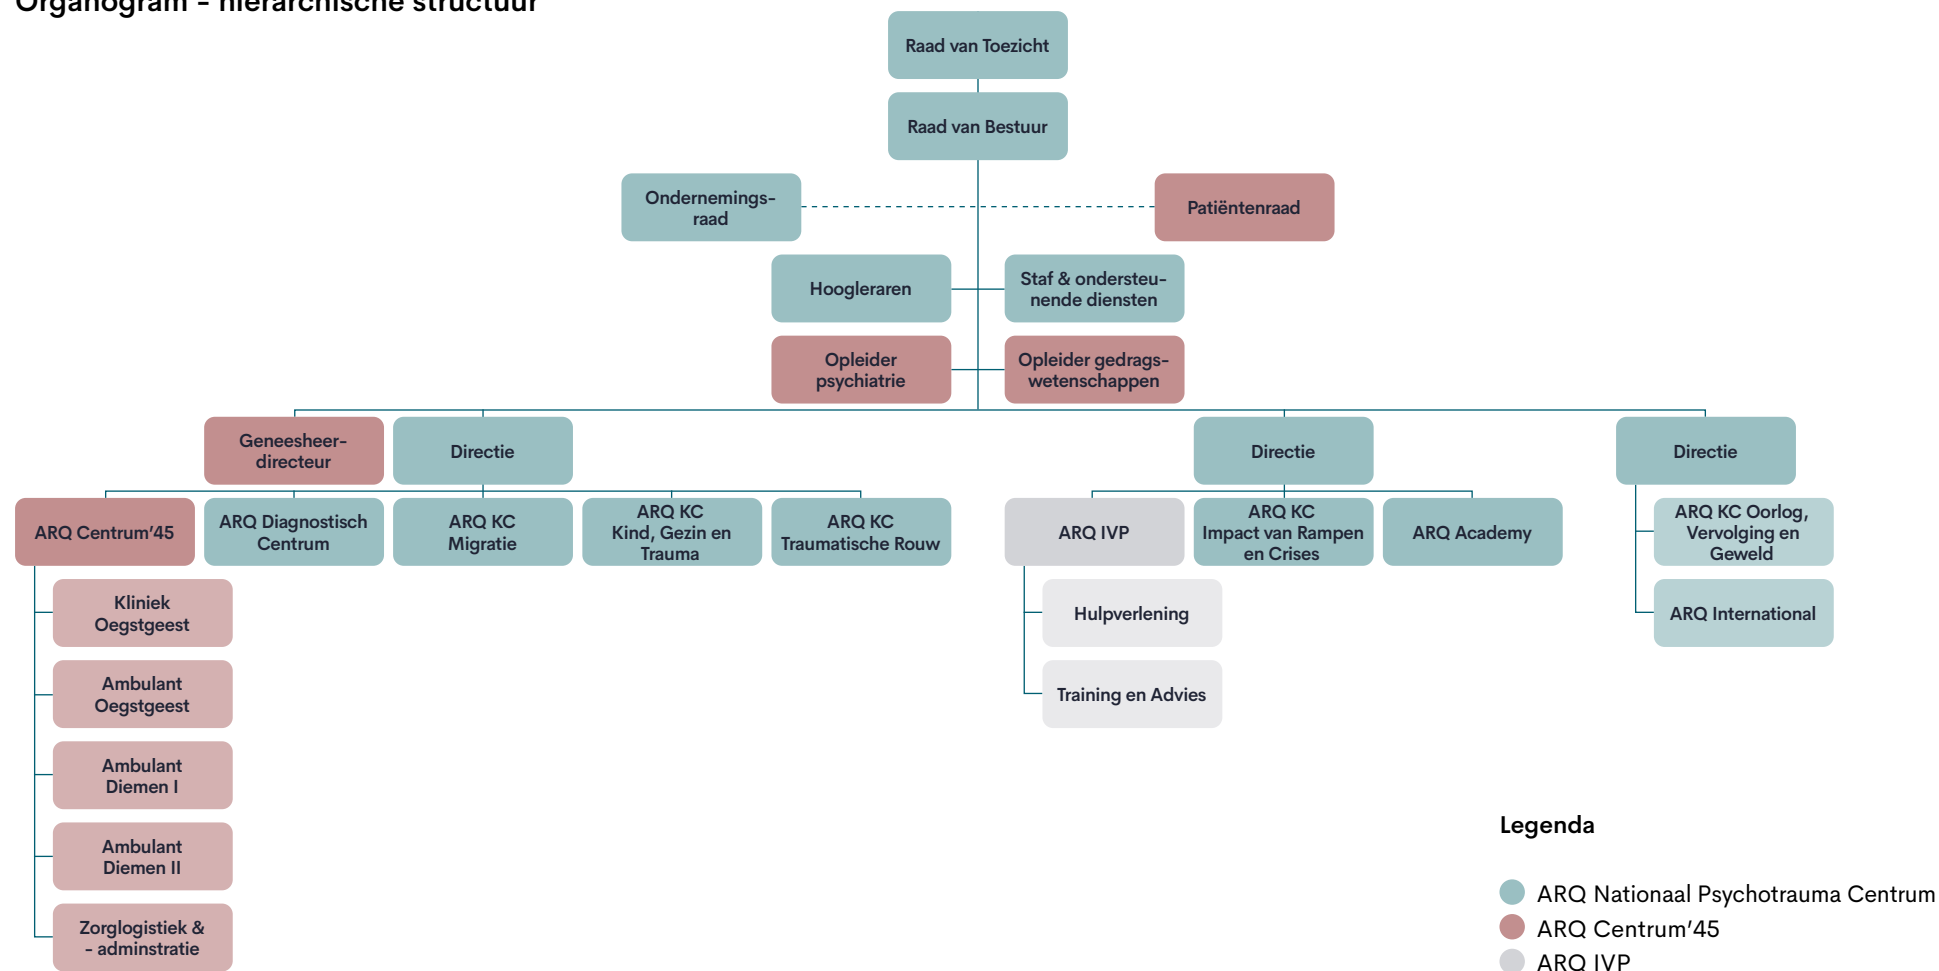 Organogram - hiërarchische structuur
Raad van Toezicht
Raad van Bestuur
Ondernemings-
raad
Patiëntenraad
Hoogleraren
Staf & ondersteu-
nende diensten
Opleider
psychiatrie
Opleider gedrags-
wetenschappen
Geneesheer-
directeur
Directie
Directie
Directie
ARQ Centrum’45
ARQ Diagnostisch
Centrum
ARQ KC
Migratie
ARQ KC
Kind, Gezin en
Trauma
ARQ KC
Traumatische Rouw
ARQ IVP
ARQ KC
Impact van Rampen
en Crises
ARQ Academy
ARQ KC Oorlog,
Vervolging en
Geweld
Kliniek
Oegstgeest
Hulpverlening
ARQ International
Ambulant
Oegstgeest
Training en Advies
Ambulant
Diemen I
Ambulant
Diemen II
Zorglogistiek &
- adminstratie
Legenda
ARQ Nationaal Psychotrauma Centrum
ARQ Centrum’45
ARQ IVP